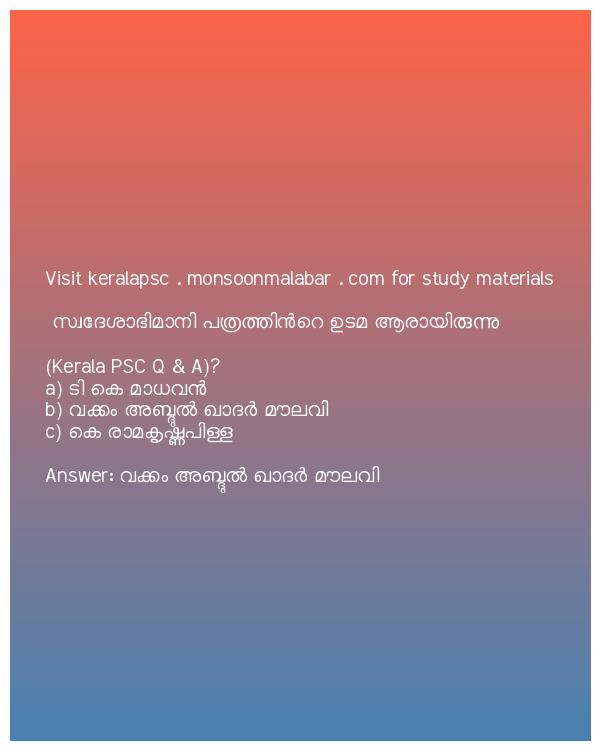 Visit keralapsc . monsoonmalabar . com for study materials
സ്വദേശാഭിമാനി പത്രത്തിൻറെ ഉടമ ആരായിരുന്നു
(Kerala PSC Q & A)?
a) ടി കെ മാധവൻ
b) വക്കം അബ്ദുൽ ഖാദർ മൗലവി
c) കെ രാമകൃഷ്ണപിള്ള
Answer: വക്കം അബ്ദുൽ ഖാദർ മൗലവി